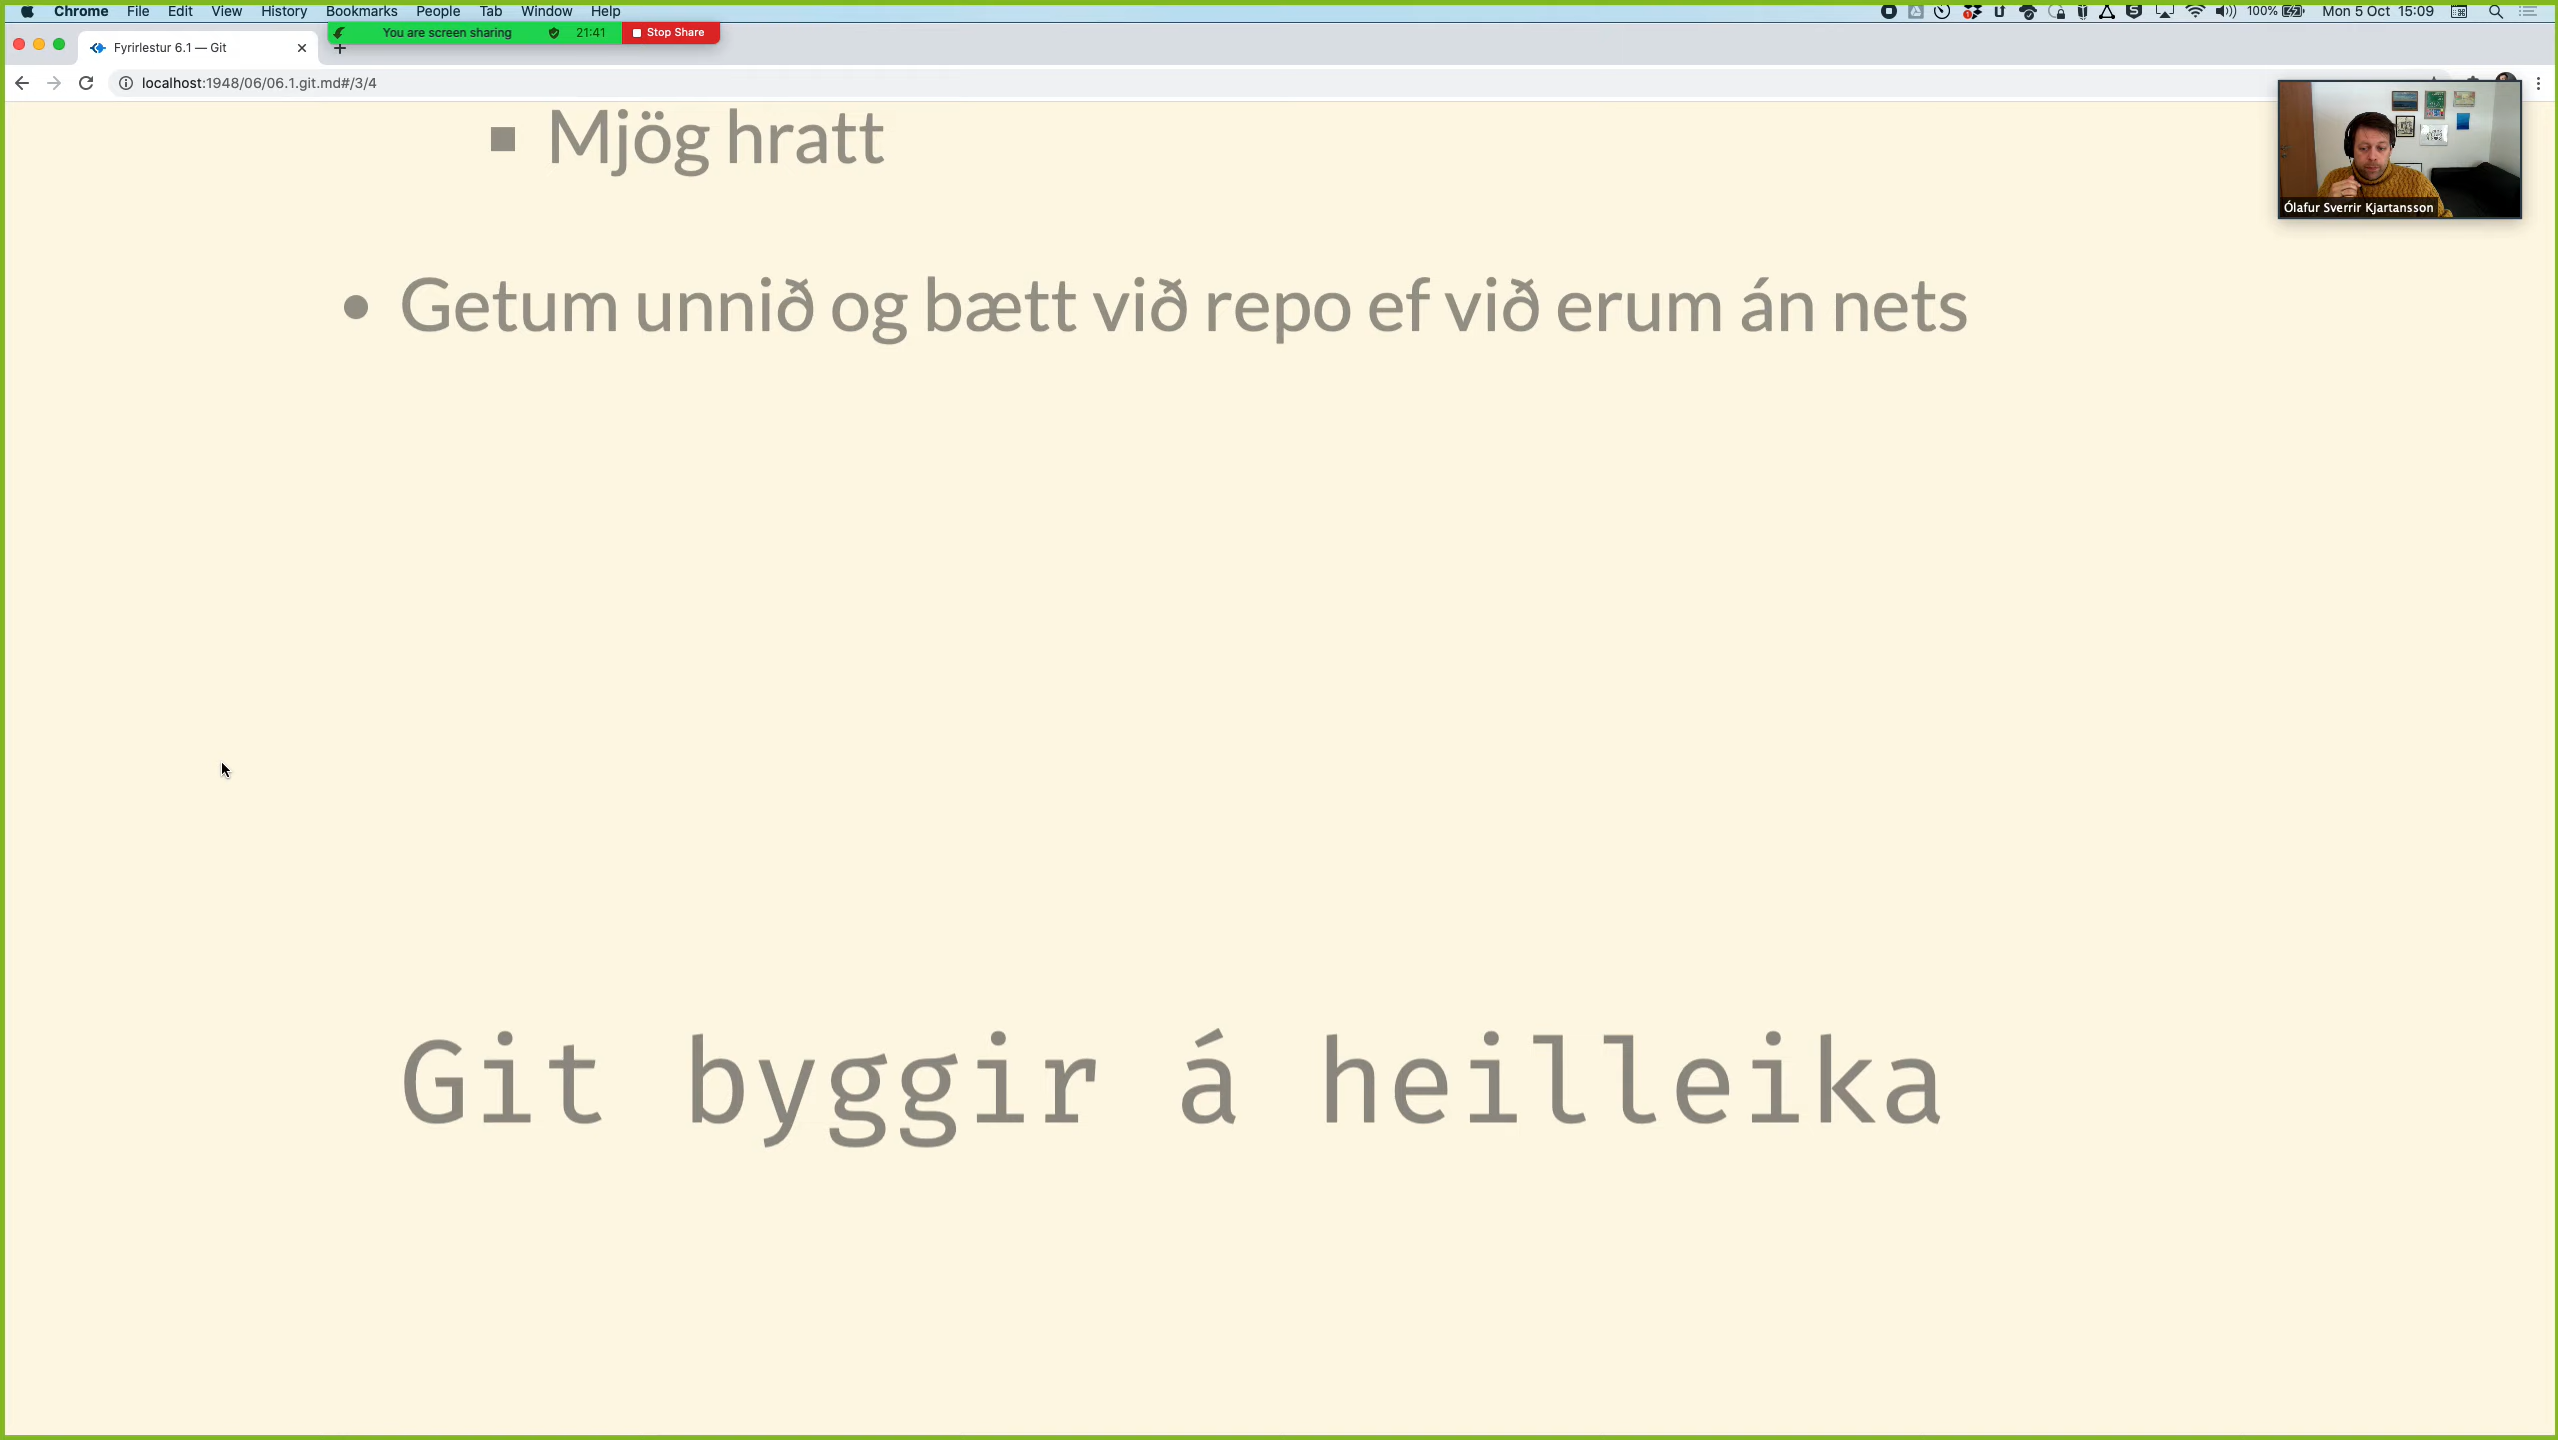 Chrome File Edit View History Bookmarks People Tab Window Help
100% Mon 5 Oct 15:09
You are screen sharing 21:41 Stop Share
Fyrirlestur 6.1 — Git
localhost:1948/06/06.1.git.md#/3/4
Ólafur Sverrir Kjartansson
Mjög hratt
Getum unnið og bætt við repo ef við erum án nets
Git byggir á heilleika